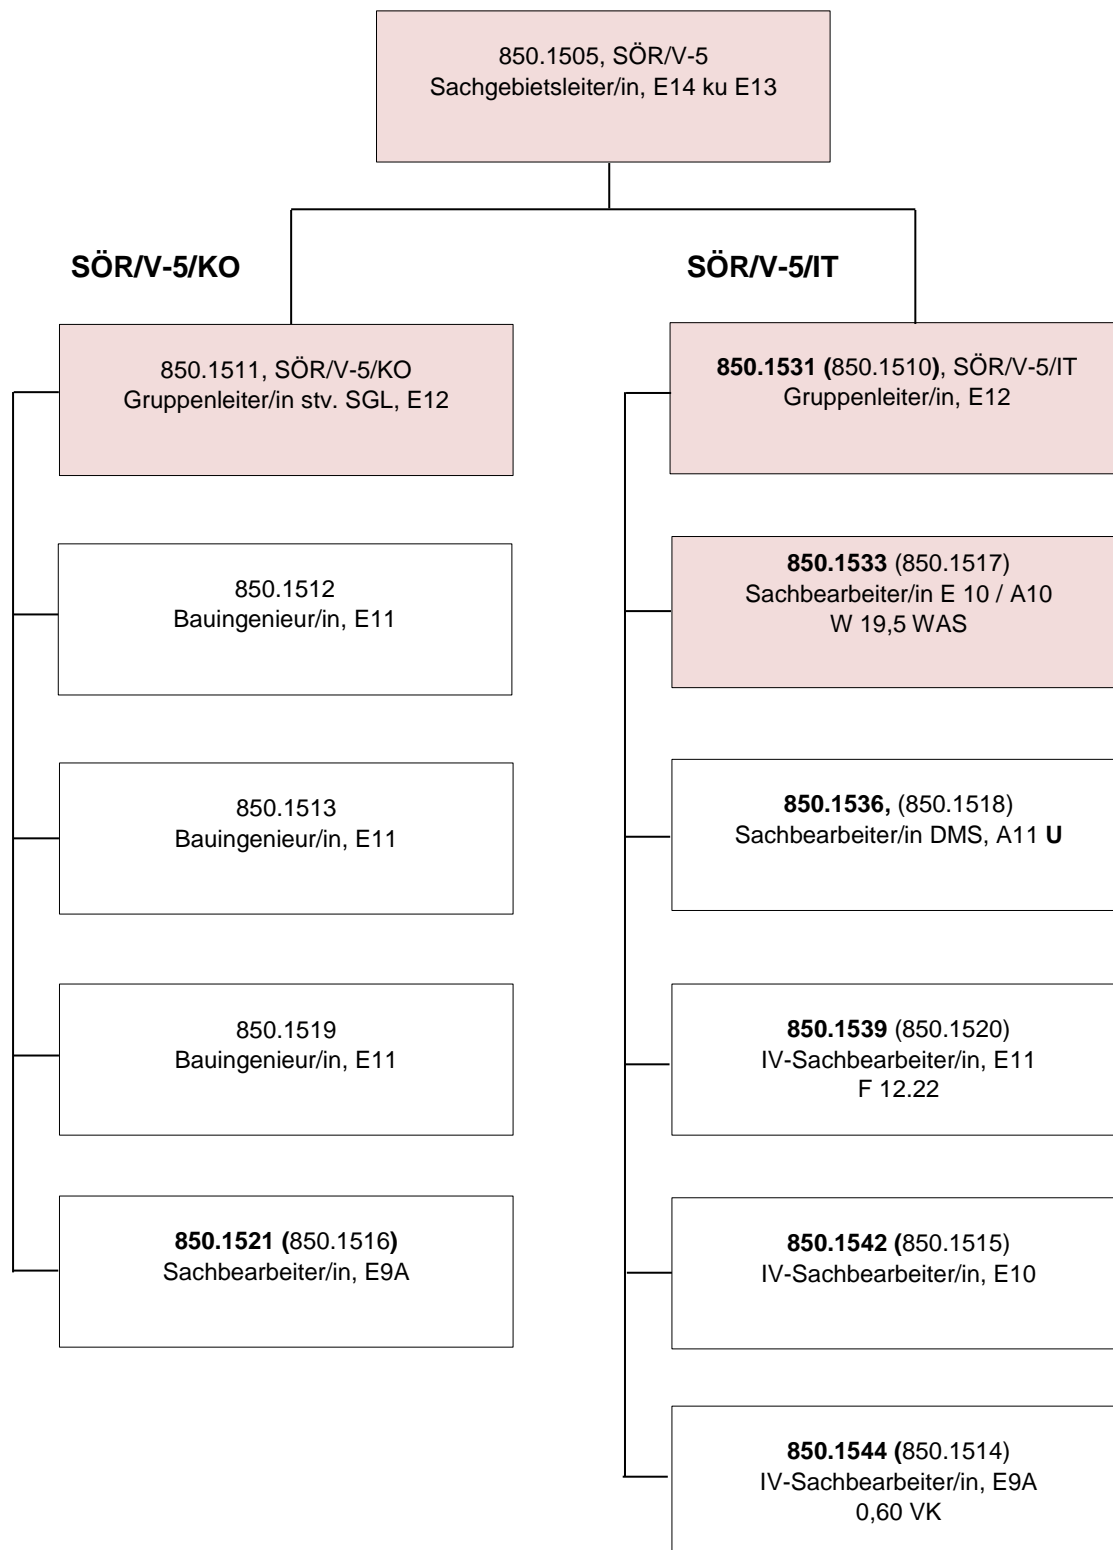 850.1505, SÖR/V-5
Sachgebietsleiter/in, E14 ku E13
SÖR/V-5/KO
850.1511, SÖR/V-5/KO
Gruppenleiter/in stv. SGL, E12
850.1512
Bauingenieur/in, E11
850.1513
Bauingenieur/in, E11
850.1519
Bauingenieur/in, E11
850.1521 (850.1516)
Sachbearbeiter/in, E9A
SÖR/V-5/IT
850.1531 (850.1510), SÖR/V-5/IT
Gruppenleiter/in, E12
850.1533 (850.1517)
Sachbearbeiter/in E 10 / A10
W 19,5 WAS
850.1536, (850.1518)
Sachbearbeiter/in DMS, A11 U
850.1539 (850.1520)
IV-Sachbearbeiter/in, E11
F 12.22
850.1542 (850.1515)
IV-Sachbearbeiter/in, E10
850.1544 (850.1514)
IV-Sachbearbeiter/in, E9A
0,60 VK